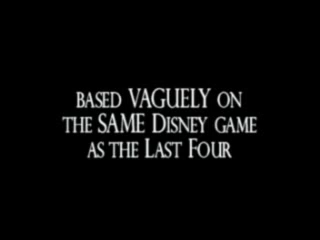 BASED VAGUELY ON
THE SAME DISNEY GAME
AS THE LAST FOUR